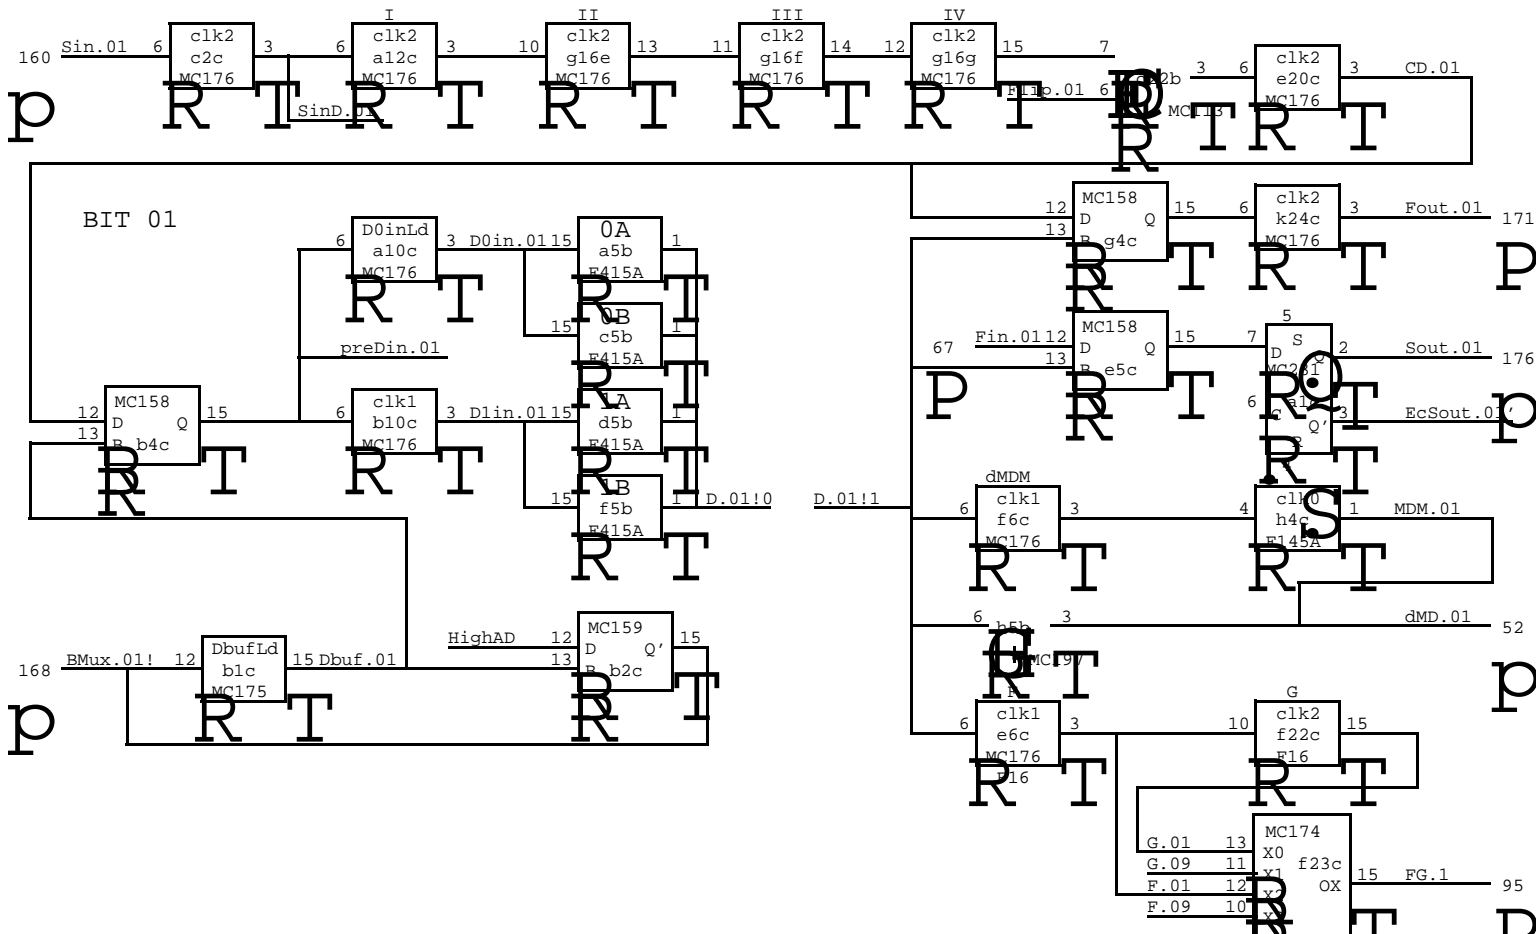 I II III IV
160 Sin.01 6 clk2 c2c MC176 3 6 clk2 a12c MC176 3 10 clk2 g16e MC176 13 11 clk2 g16f MC176 14 12 clk2 g16g MC176 15 7
SinD.01
Flip.01 6
MC113
3 6 clk2 e20c MC176 3 CD.01
BIT 01
6 D0inLd a10c MC176 3 D0in.01 15 0A a5b F415A 1
15 0B c5b F415A 1
preDin.01
12 13 MC158 D Q B b4c 15
6 clk1 b10c MC176 3 D1in.01 15 1A d5b F415A 1
15 1B f5b F415A 1 D.01!0
168 BMux.01! 12 DbufLd b1c MC175 15 Dbuf.01
HighAD 12 13 MC159 D Q' B b2c 15
12 13 MC158 D Q B g4c 15 6 clk2 k24c MC176 3 Fout.01 171
67 Fin.01 12 13 MC158 D Q B e5c 15 7 5 S D Q 2 Sout.01 176
MC231
6 C Q' 3 EcSout.01'
R
D.01!1
dMDM
6 clk1 f6c MC176 3 4 clk0 h4c F145A 1 MDM.01
6 h5b 3 dMD.01 52
MC197
F G
6 clk1 e6c MC176 3 10 clk2 f22c F16 15
F16
MC174
G.01 13 X0
G.09 11 X1 f23c
F.01 12 X2 OX 15 FG.1 95
F.09 10
P R T S